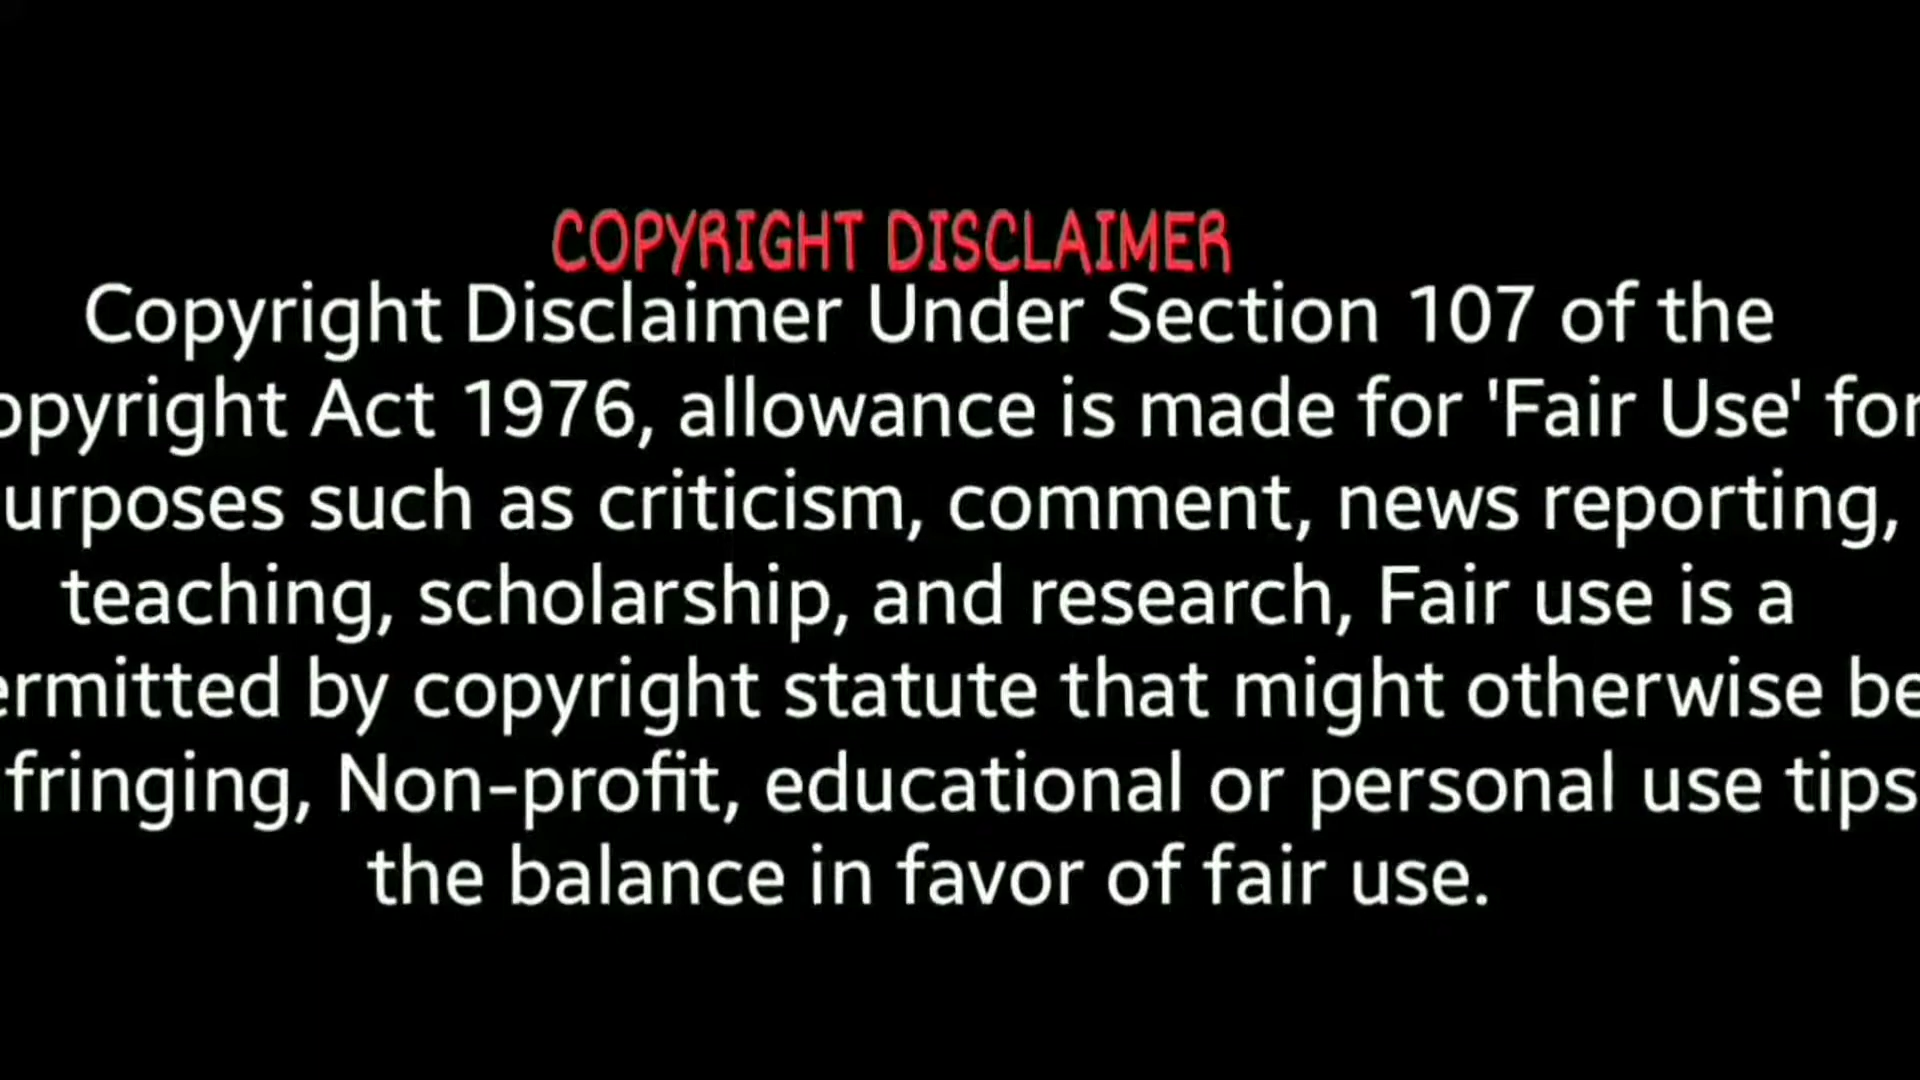 COPYRIGHT DISCLAIMER
Copyright Disclaimer Under Section 107 of the
opyright Act 1976, allowance is made for 'Fair Use' for
urposes such as criticism, comment, news reporting,
teaching, scholarship, and research, Fair use is a
ermitted by copyright statute that might otherwise be
fringing, Non-profit, educational or personal use tips
the balance in favor of fair use.